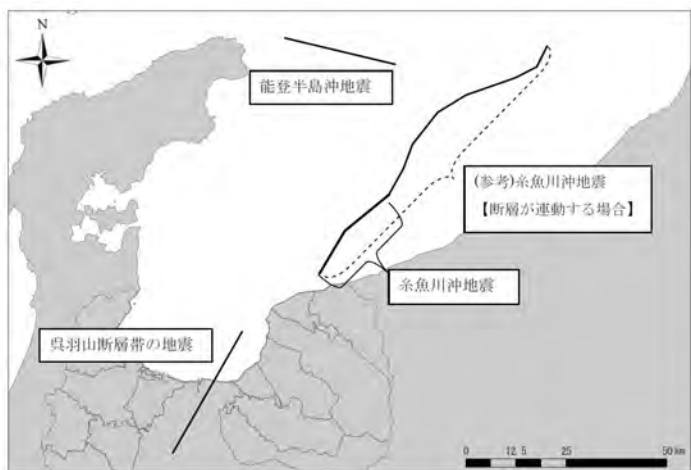 N
能登半島沖地震
(参考)糸魚川沖地震
【断層が連動する場合】
糸魚川沖地震
呉羽山断層帯の地震
0 12.5 25 50 km